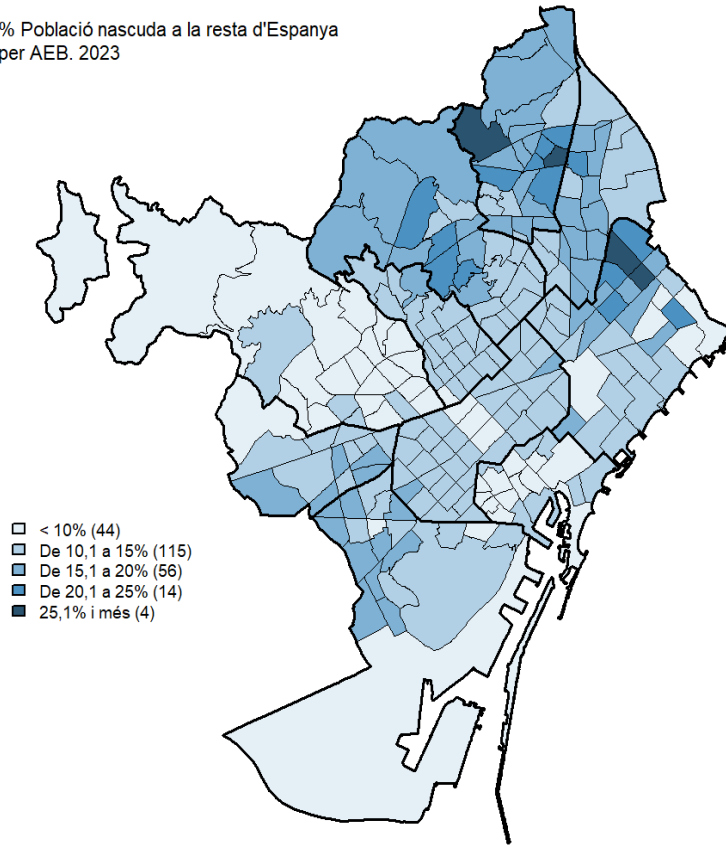 % Població nascuda a la resta d'Espanya
per AEB. 2023
< 10% (44)
De 10,1 a 15% (115)
De 15,1 a 20% (56)
De 20,1 a 25% (14)
25,1% i més (4)